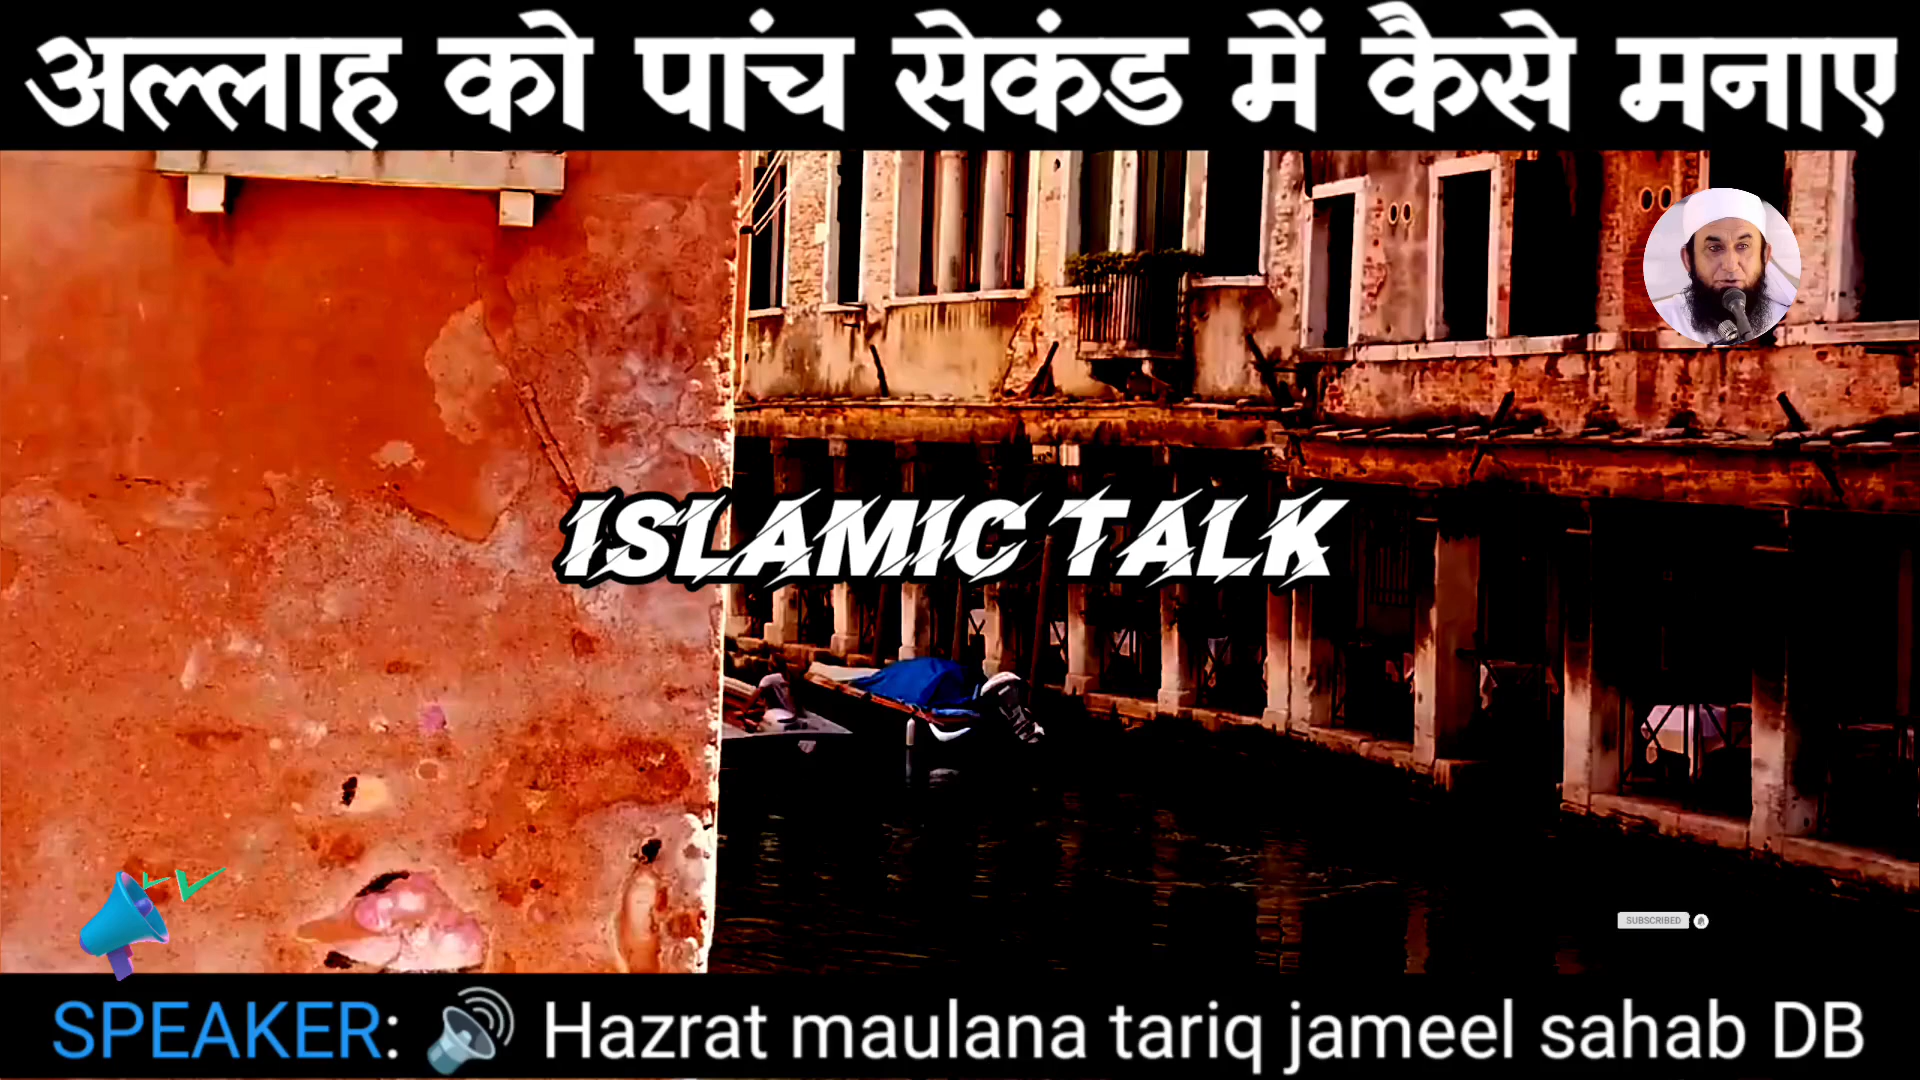 अल्लाह को पांच सेकंड में कैसे मनाए
ISLAMIC TALK
SUBSCRIBED
SPEAKER: 🔊 Hazrat maulana tariq jameel sahab DB